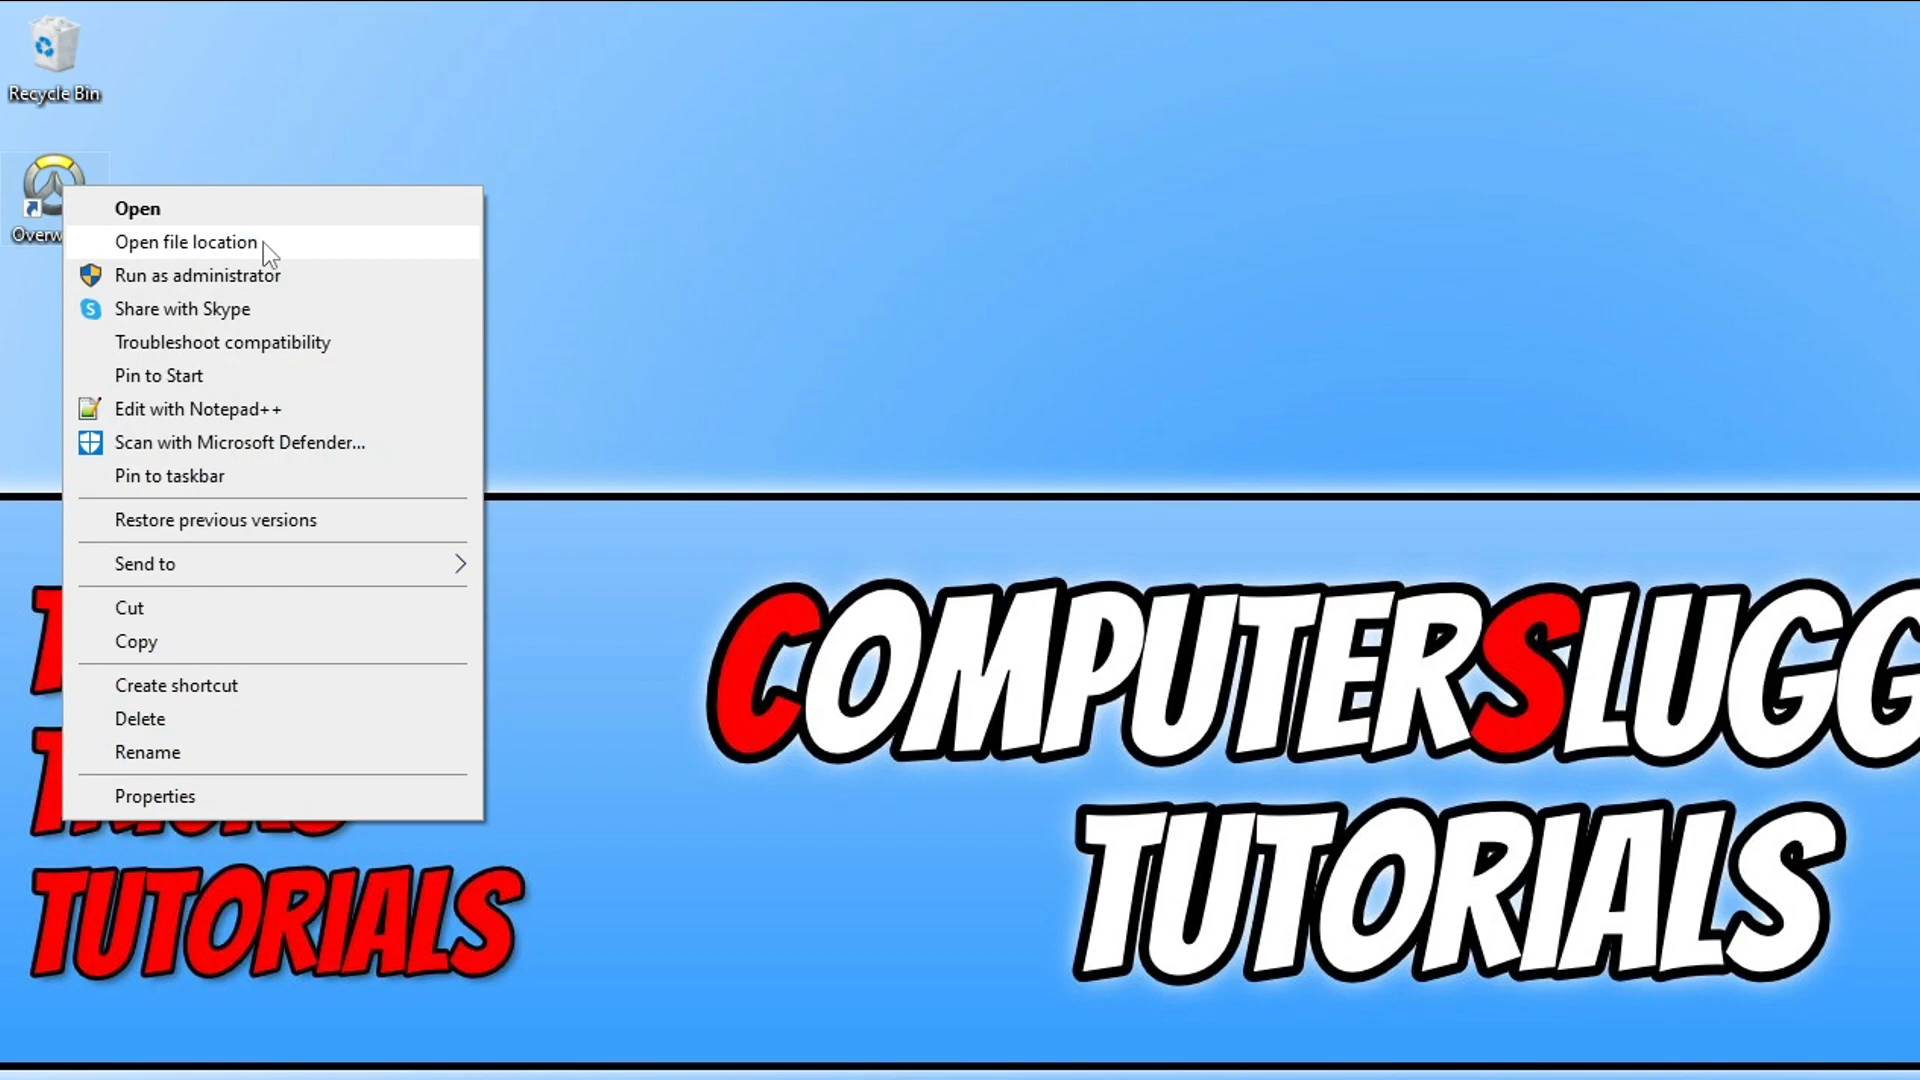 Recycle Bin
Overw
Open
Open file location
Run as administrator
Share with Skype
Troubleshoot compatibility
Pin to Start
Edit with Notepad++
Scan with Microsoft Defender...
Pin to taskbar
Restore previous versions
Send to
Cut
Copy
Create shortcut
Delete
Rename
Properties
TUTORIALS
COMPUTERSLUGG
TUTORIALS